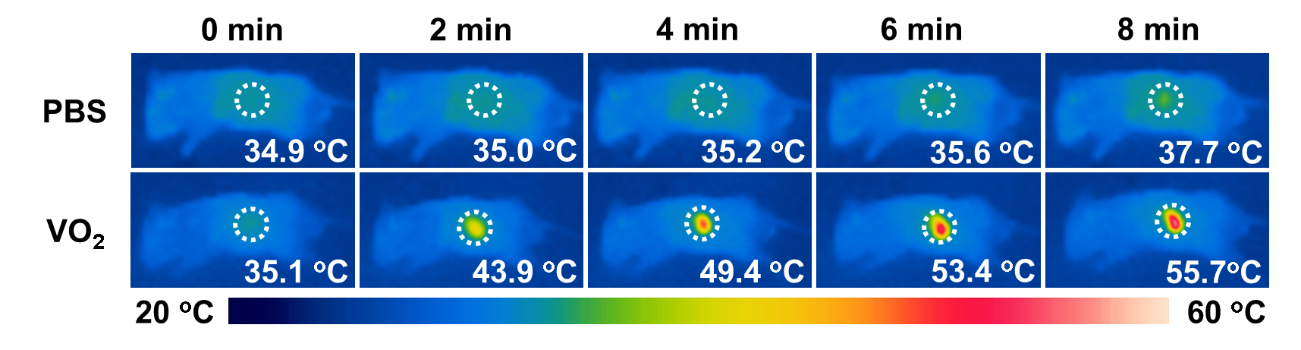 0 min 2 min 4 min 6 min 8 min
PBS
34.9 °C 35.0 °C 35.2 °C 35.6 °C 37.7 °C
VO₂
35.1 °C 43.9 °C 49.4 °C 53.4 °C 55.7°C
20 °C 60 °C